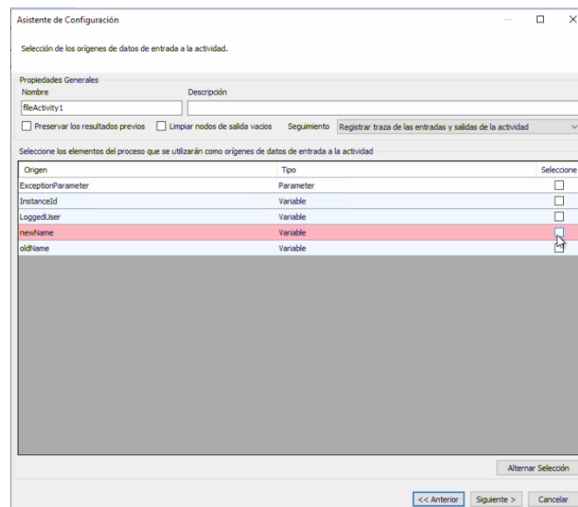 Asistente de Configuración
Selección de los orígenes de datos de entrada a la actividad.
Propiedades Generales
Nombre Descripción
fileActivity1
Preservar los resultados previos Limpiar nodos de salida vacios Seguimiento Registrar traza de las entradas y salidas de la actividad
Seleccione los elementos del proceso que se utilizarán como orígenes de datos de entrada a la actividad
Origen Tipo Seleccione
ExceptionParameter Parameter
InstanceId Variable
LoggedUser Variable
newName Variable
oldName Variable
Alternar Selección
<< Anterior Siguiente > Cancelar